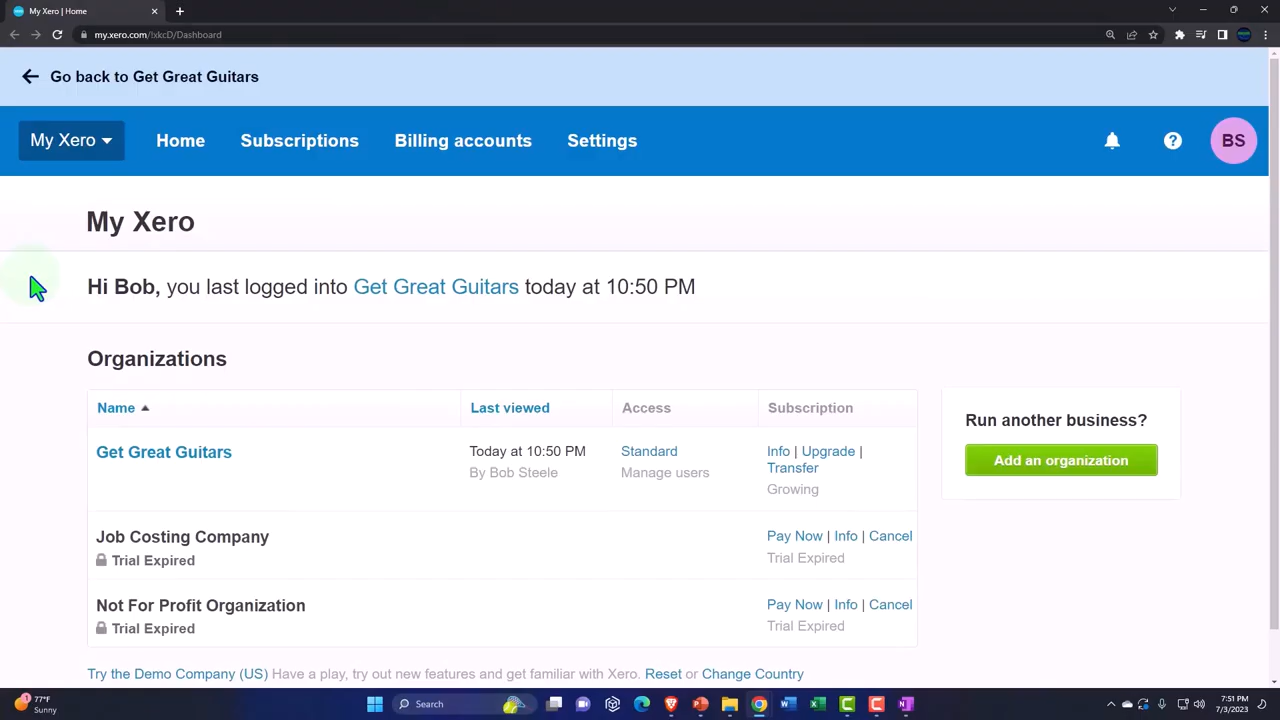 My Xero | Home
my.xero.com/!xkcD/Dashboard
Go back to Get Great Guitars
My Xero Home Subscriptions Billing accounts Settings BS
My Xero
Hi Bob, you last logged into Get Great Guitars today at 10:50 PM
Organizations
Name Last viewed Access Subscription
Get Great Guitars Today at 10:50 PM Standard Info | Upgrade |
Transfer
By Bob Steele Manage users
Growing
Job Costing Company Pay Now | Info | Cancel
Trial Expired Trial Expired
Not For Profit Organization Pay Now | Info | Cancel
Trial Expired Trial Expired
Run another business?
Add an organization
Try the Demo Company (US) Have a play, try out new features and get familiar with Xero. Reset or Change Country
77°F
Sunny
Search
7:51 PM
7/3/2023